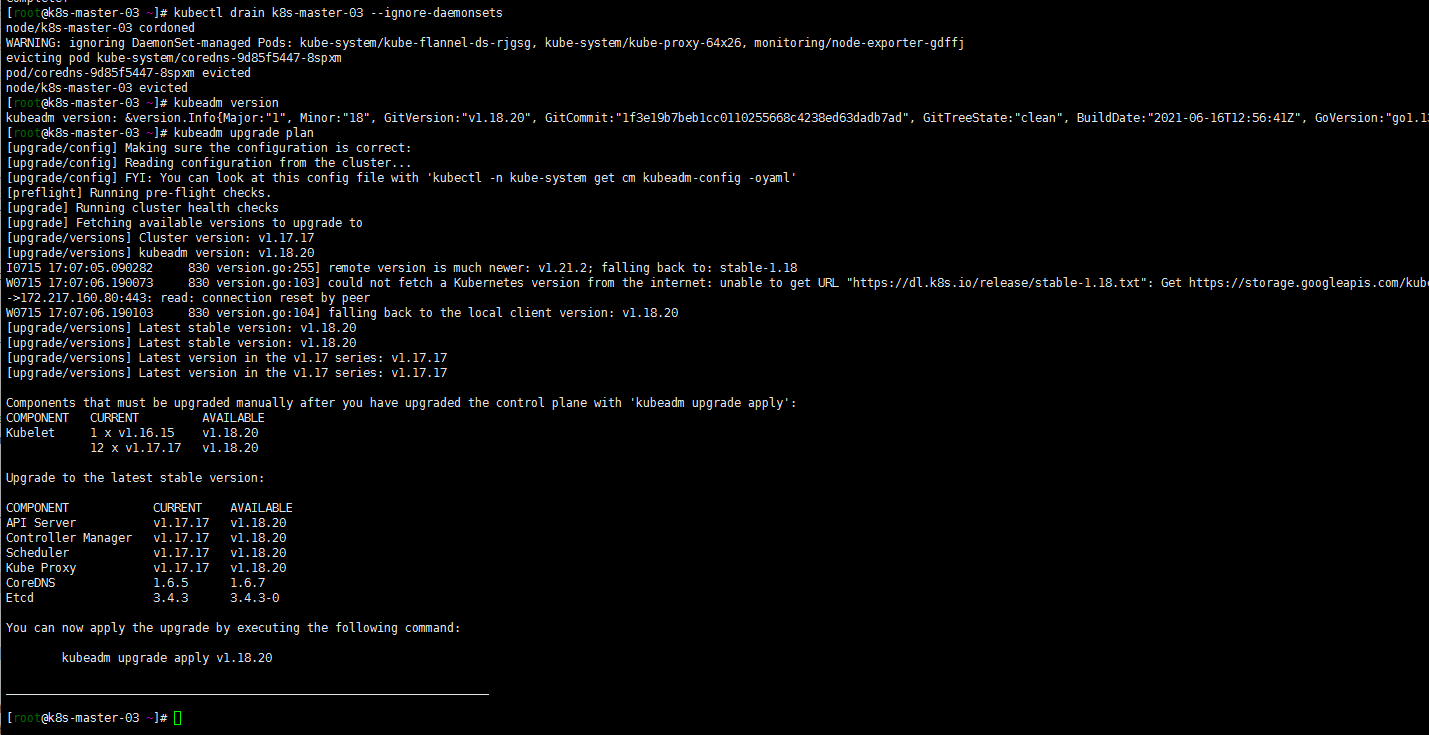 [root@k8s-master-03 ~]# kubectl drain k8s-master-03 --ignore-daemonsets
node/k8s-master-03 cordoned
WARNING: ignoring DaemonSet-managed Pods: kube-system/kube-flannel-ds-rjgsg, kube-system/kube-proxy-64x26, monitoring/node-exporter-gdffj
evicting pod kube-system/coredns-9d85f5447-8spxm
pod/coredns-9d85f5447-8spxm evicted
node/k8s-master-03 evicted
[root@k8s-master-03 ~]# kubeadm version
kubeadm version: &version.Info{Major:"1", Minor:"18", GitVersion:"v1.18.20", GitCommit:"1f3e19b7beb1cc0110255668c4238ed63dadb7ad", GitTreeState:"clean", BuildDate:"2021-06-16T12:56:41Z", GoVersion:"go1.13
[root@k8s-master-03 ~]# kubeadm upgrade plan
[upgrade/config] Making sure the configuration is correct:
[upgrade/config] Reading configuration from the cluster...
[upgrade/config] FYI: You can look at this config file with 'kubectl -n kube-system get cm kubeadm-config -oyaml'
[preflight] Running pre-flight checks.
[upgrade] Running cluster health checks
[upgrade] Fetching available versions to upgrade to
[upgrade/versions] Cluster version: v1.17.17
[upgrade/versions] kubeadm version: v1.18.20
I0715 17:07:05.090282     830 version.go:255] remote version is much newer: v1.21.2; falling back to: stable-1.18
W0715 17:07:06.190073     830 version.go:103] could not fetch a Kubernetes version from the internet: unable to get URL "https://dl.k8s.io/release/stable-1.18.txt": Get https://storage.googleapis.com/kube
->172.217.160.80:443: read: connection reset by peer
W0715 17:07:06.190103     830 version.go:104] falling back to the local client version: v1.18.20
[upgrade/versions] Latest stable version: v1.18.20
[upgrade/versions] Latest stable version: v1.18.20
[upgrade/versions] Latest version in the v1.17 series: v1.17.17
[upgrade/versions] Latest version in the v1.17 series: v1.17.17
Components that must be upgraded manually after you have upgraded the control plane with 'kubeadm upgrade apply':
COMPONENT   CURRENT         AVAILABLE
Kubelet     1 x v1.16.15    v1.18.20
            12 x v1.17.17   v1.18.20
Upgrade to the latest stable version:
COMPONENT            CURRENT    AVAILABLE
API Server           v1.17.17   v1.18.20
Controller Manager   v1.17.17   v1.18.20
Scheduler            v1.17.17   v1.18.20
Kube Proxy           v1.17.17   v1.18.20
CoreDNS              1.6.5      1.6.7
Etcd                 3.4.3      3.4.3-0
You can now apply the upgrade by executing the following command:
        kubeadm upgrade apply v1.18.20
[root@k8s-master-03 ~]#